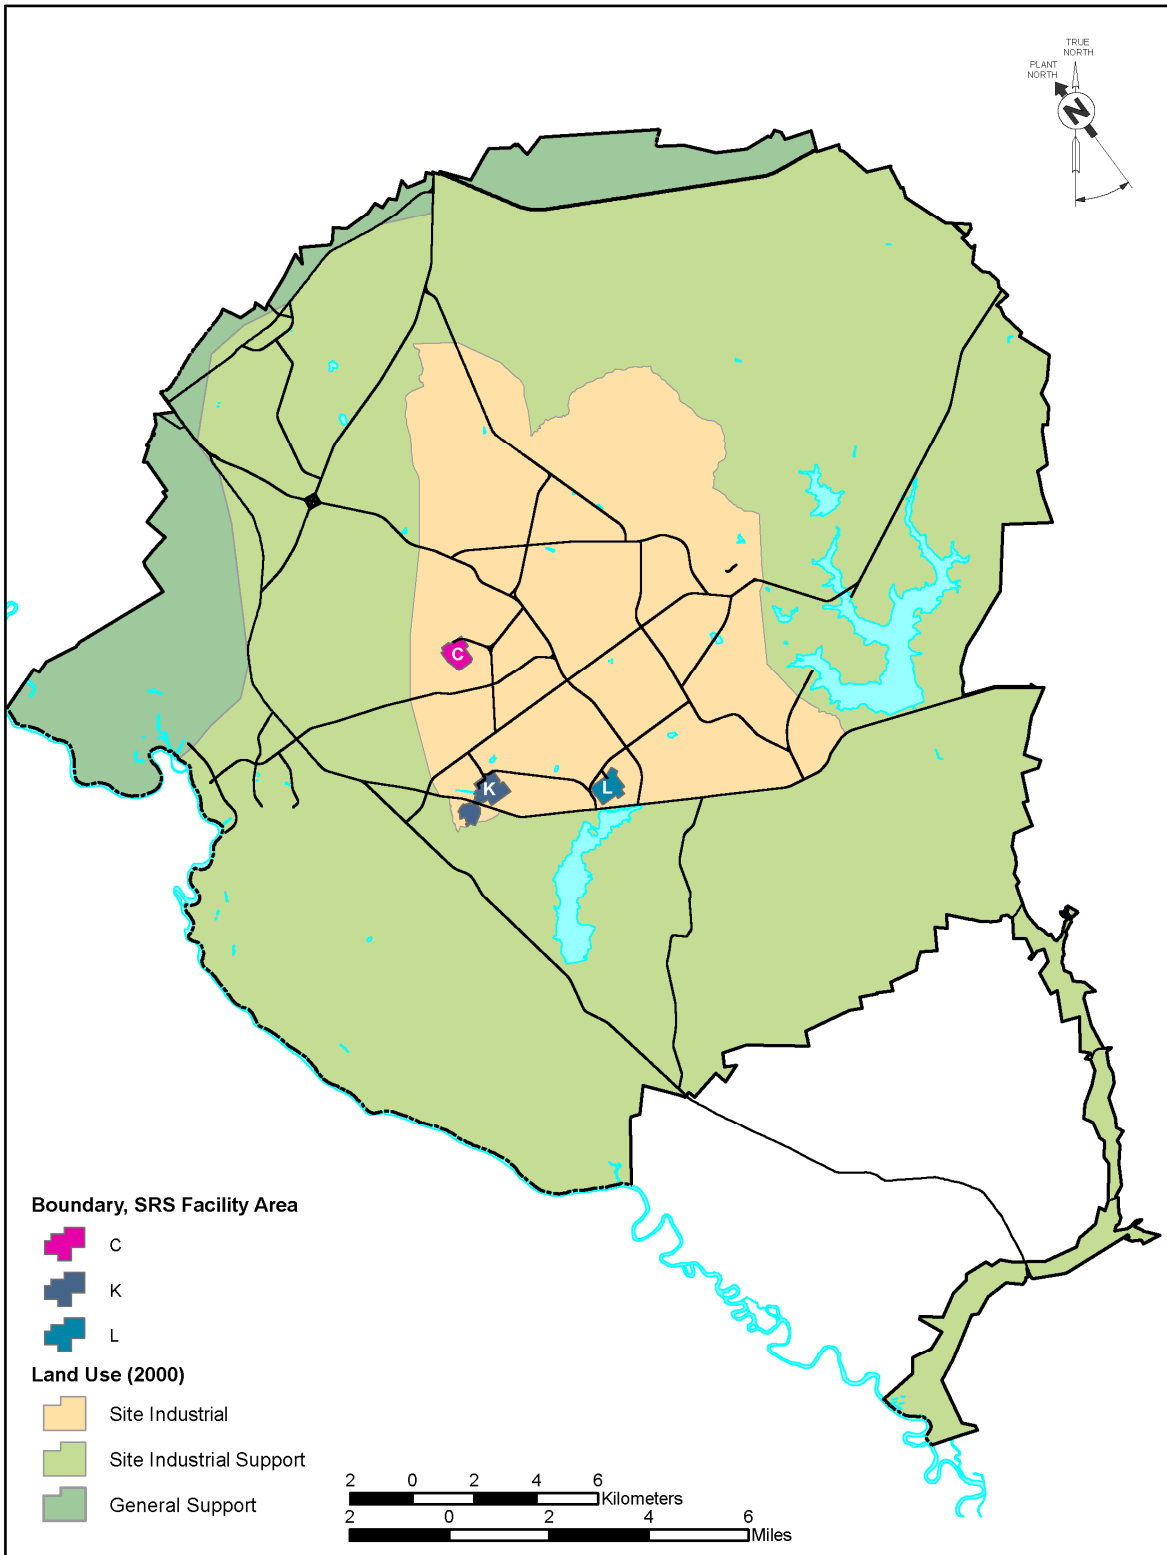 TRUE
NORTH
PLANT
NORTH
N
C
K
L
Boundary, SRS Facility Area
C
K
L
Land Use (2000)
Site Industrial
Site Industrial Support
General Support
2 0 2 4 6
Kilometers
2 0 2 4 6
Miles